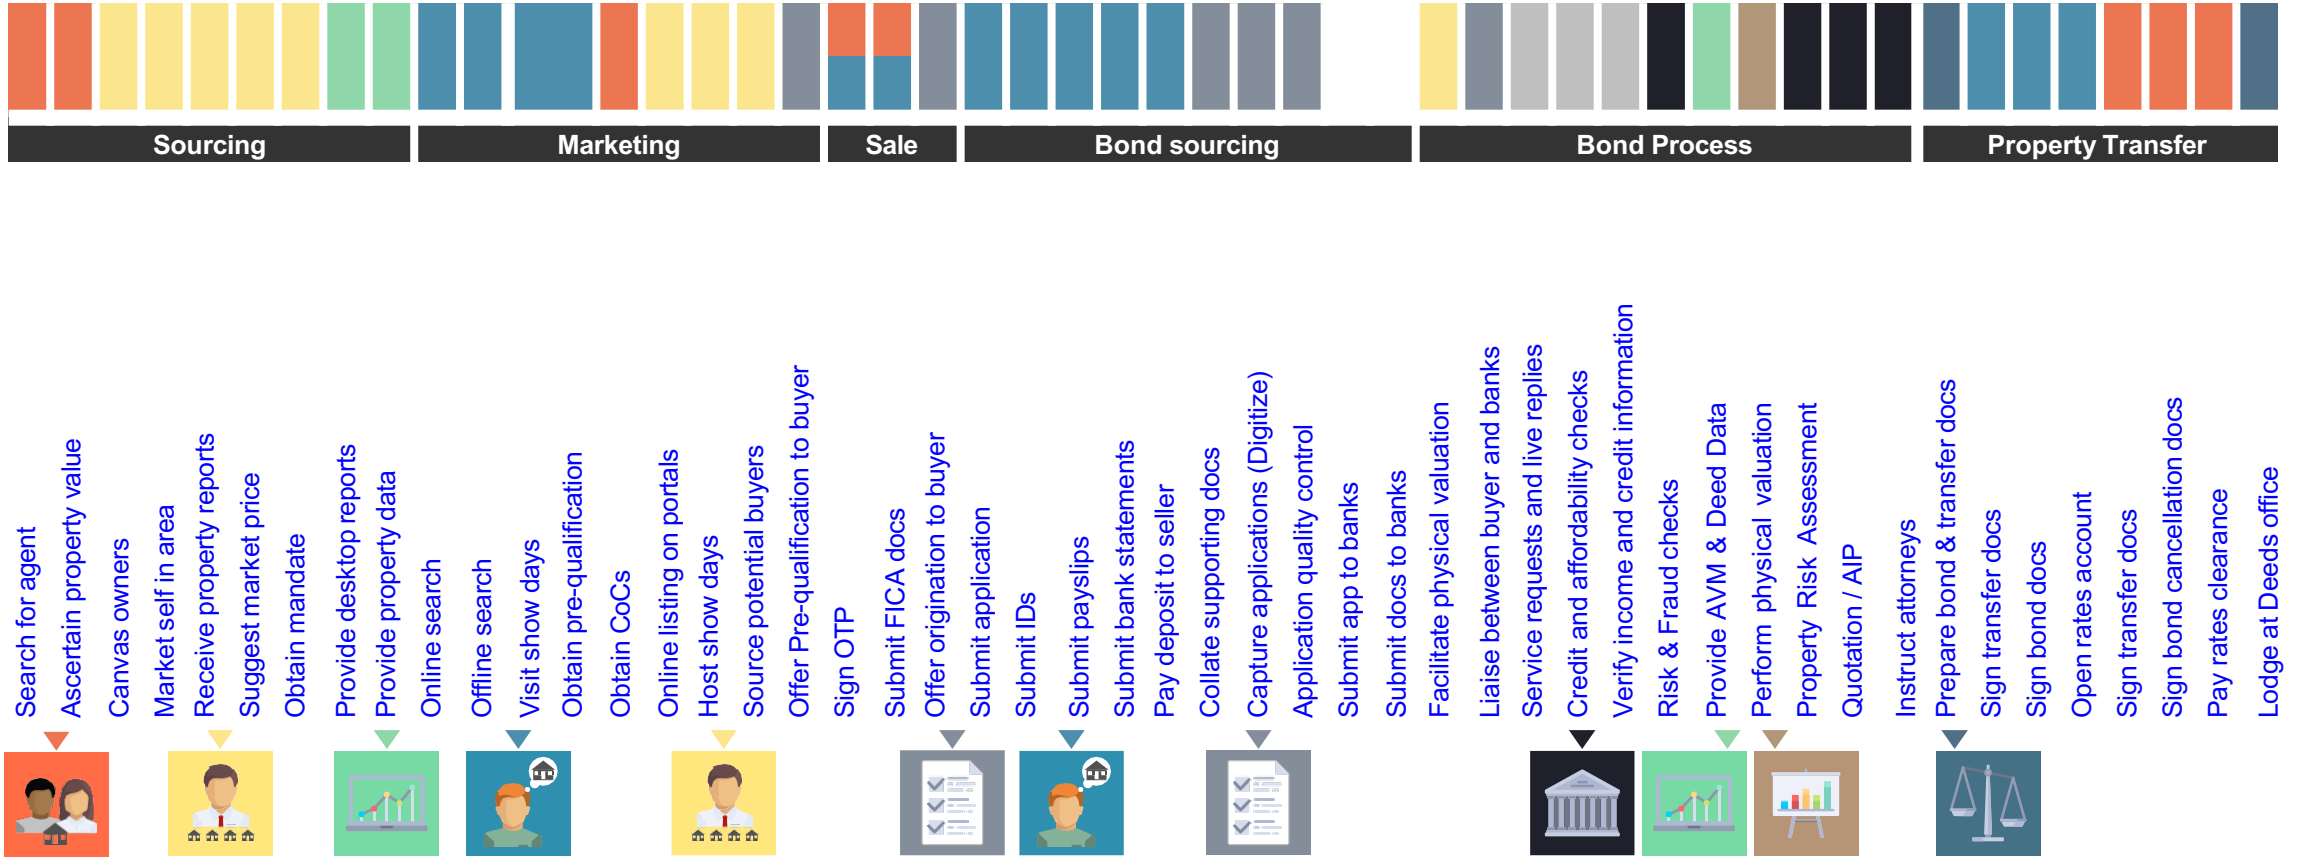 Sourcing
Marketing
Sale
Bond sourcing
Bond Process
Property Transfer
Search for agent
Ascertain property value
Canvas owners
Market self in area
Receive property reports
Suggest market price
Obtain mandate
Provide desktop reports
Provide property data
Online search
Offline search
Visit show days
Obtain pre-qualification
Obtain CoCs
Online listing on portals
Host show days
Source potential buyers
Offer Pre-qualification to buyer
Sign OTP
Submit FICA docs
Offer origination to buyer
Submit application
Submit IDs
Submit payslips
Submit bank statements
Pay deposit to seller
Collate supporting docs
Capture applications (Digitize)
Application quality control
Submit app to banks
Submit docs to banks
Facilitate physical valuation
Liaise between buyer and banks
Service requests and live replies
Credit and affordability checks
Verify income and credit information
Risk & Fraud checks
Provide AVM & Deed Data
Perform physical valuation
Property Risk Assessment
Quotation / AIP
Instruct attorneys
Prepare bond & transfer docs
Sign transfer docs
Sign bond docs
Open rates account
Sign transfer docs
Sign bond cancellation docs
Pay rates clearance
Lodge at Deeds office